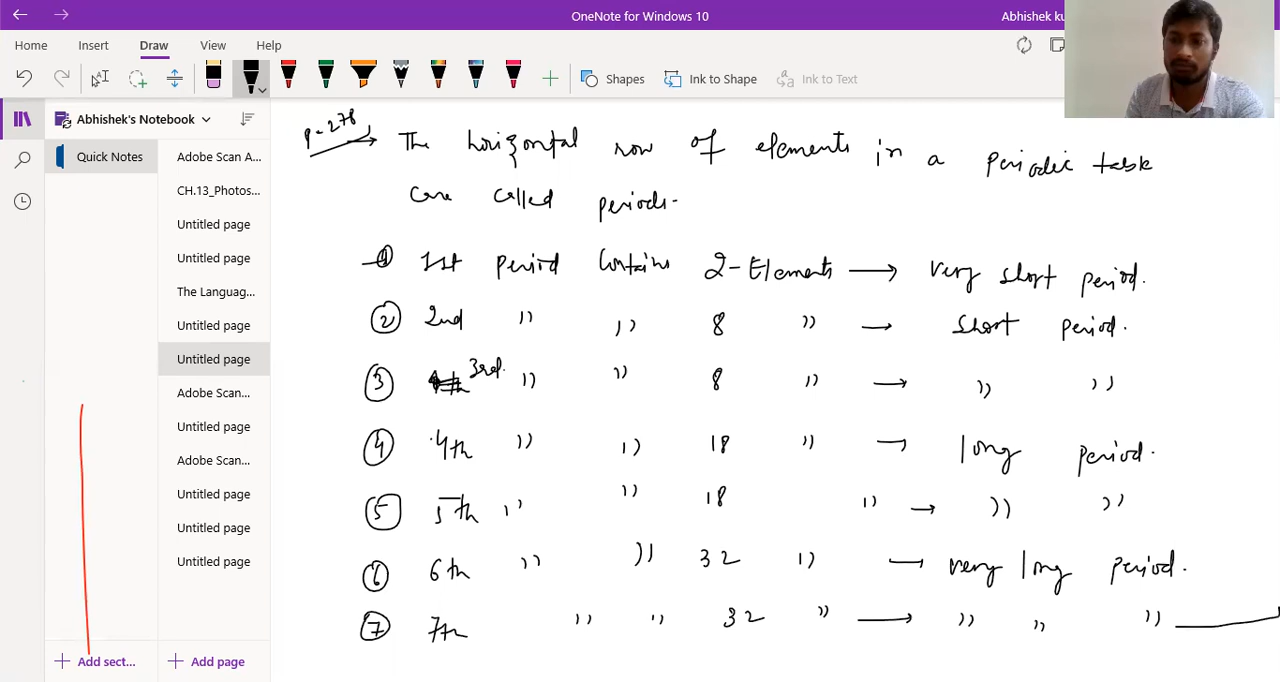 OneNote for Windows 10
Abhishek ku
Home Insert Draw View Help
Shapes Ink to Shape Ink to Text
Abhishek's Notebook
Quick Notes
Adobe Scan A...
CH.13_Photos...
Untitled page
Untitled page
The Languag...
Untitled page
Untitled page
Adobe Scan...
Untitled page
Adobe Scan...
Untitled page
Untitled page
Untitled page
Add sect...
Add page
P-278
The horizontal row of elements in a periodic table
are called periods.
1 1st period contains 2-Elements → very short period.
2 2nd " " 8 " → short period.
3 3rd. " " 8 " → " "
4 4th " " 18 " → long period.
5 5th " " 18 " → " "
6 6th " " 32 " → very long period.
7 7th " " 32 " → " " "